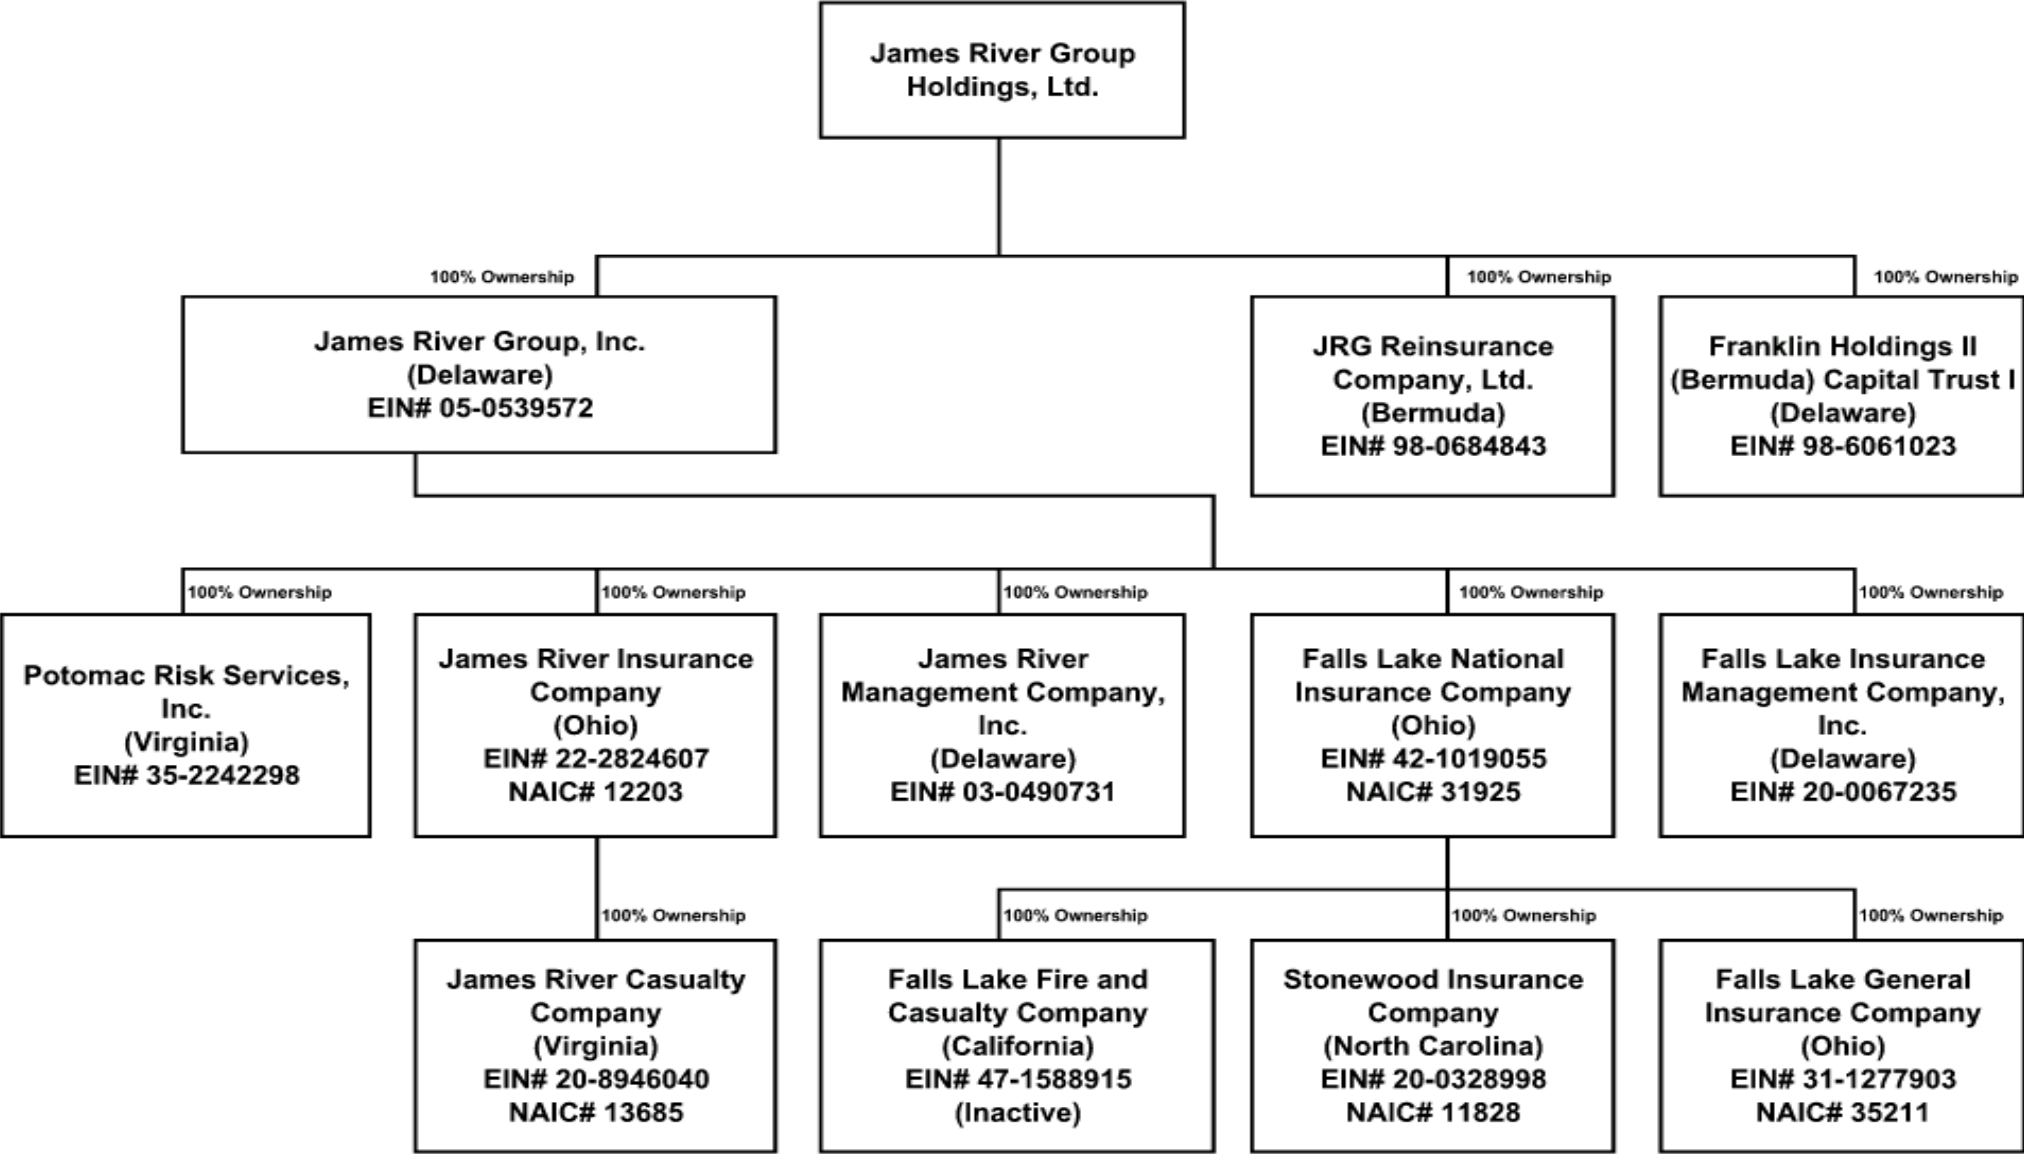 James River Group
Holdings, Ltd.
100% Ownership
100% Ownership
100% Ownership
James River Group, Inc.
(Delaware)
EIN# 05-0539572
JRG Reinsurance
Company, Ltd.
(Bermuda)
EIN# 98-0684843
Franklin Holdings II
(Bermuda) Capital Trust I
(Delaware)
EIN# 98-6061023
100% Ownership
100% Ownership
100% Ownership
100% Ownership
100% Ownership
Potomac Risk Services,
Inc.
(Virginia)
EIN# 35-2242298
James River Insurance
Company
(Ohio)
EIN# 22-2824607
NAIC# 12203
James River
Management Company,
Inc.
(Delaware)
EIN# 03-0490731
Falls Lake National
Insurance Company
(Ohio)
EIN# 42-1019055
NAIC# 31925
Falls Lake Insurance
Management Company,
Inc.
(Delaware)
EIN# 20-0067235
100% Ownership
100% Ownership
100% Ownership
100% Ownership
James River Casualty
Company
(Virginia)
EIN# 20-8946040
NAIC# 13685
Falls Lake Fire and
Casualty Company
(California)
EIN# 47-1588915
(Inactive)
Stonewood Insurance
Company
(North Carolina)
EIN# 20-0328998
NAIC# 11828
Falls Lake General
Insurance Company
(Ohio)
EIN# 31-1277903
NAIC# 35211